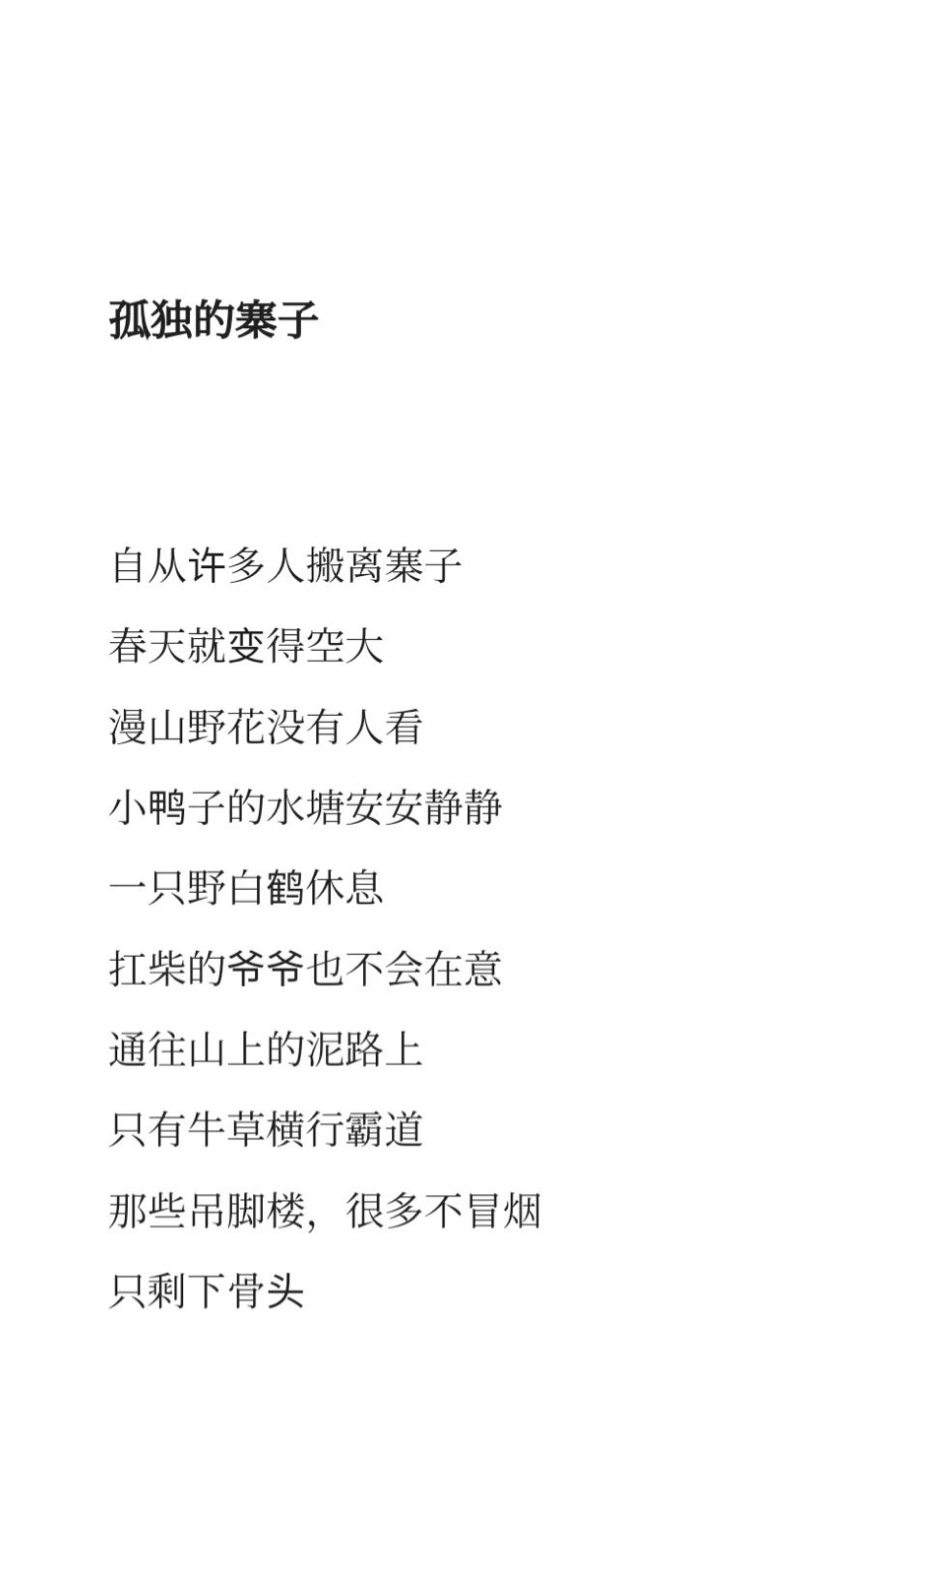 孤独的寨子
自从许多人搬离寨子
春天就变得空大
漫山野花没有人看
小鸭子的水塘安安静静
一只野白鹤休息
扛柴的爷爷也不会在意
通往山上的泥路上
只有牛草横行霸道
那些吊脚楼，很多不冒烟
只剩下骨头